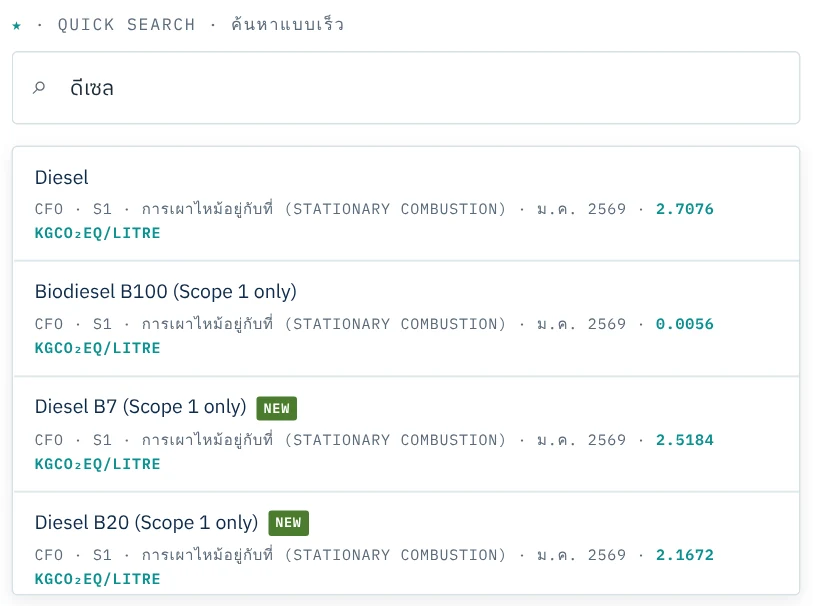 ★ · QUICK SEARCH · ค้นหาแบบเร็ว
ดีเซล
Diesel
CFO · S1 · การเผาไหม้อยู่กับที่ (STATIONARY COMBUSTION) · ม.ค. 2569 · 2.7076
KGCO₂EQ/LITRE
Biodiesel B100 (Scope 1 only)
CFO · S1 · การเผาไหม้อยู่กับที่ (STATIONARY COMBUSTION) · ม.ค. 2569 · 0.0056
KGCO₂EQ/LITRE
Diesel B7 (Scope 1 only) NEW
CFO · S1 · การเผาไหม้อยู่กับที่ (STATIONARY COMBUSTION) · ม.ค. 2569 · 2.5184
KGCO₂EQ/LITRE
Diesel B20 (Scope 1 only) NEW
CFO · S1 · การเผาไหม้อยู่กับที่ (STATIONARY COMBUSTION) · ม.ค. 2569 · 2.1672
KGCO₂EQ/LITRE